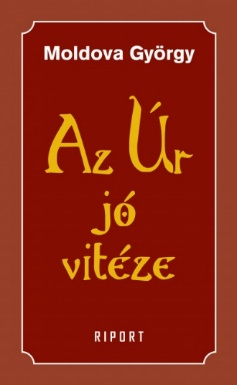 Moldova György
Az Úr
jó
vitéze
RIPORT